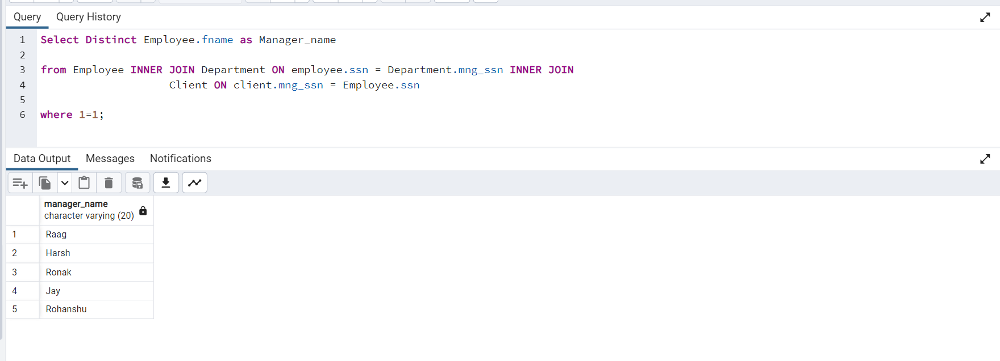 Query Query History
1 Select Distinct Employee.fname as Manager_name
2
3 from Employee INNER JOIN Department ON employee.ssn = Department.mng_ssn INNER JOIN
4 Client ON client.mng_ssn = Employee.ssn
5
6 where 1=1;
Data Output Messages Notifications
manager_name
character varying (20)
1 Raag
2 Harsh
3 Ronak
4 Jay
5 Rohanshu